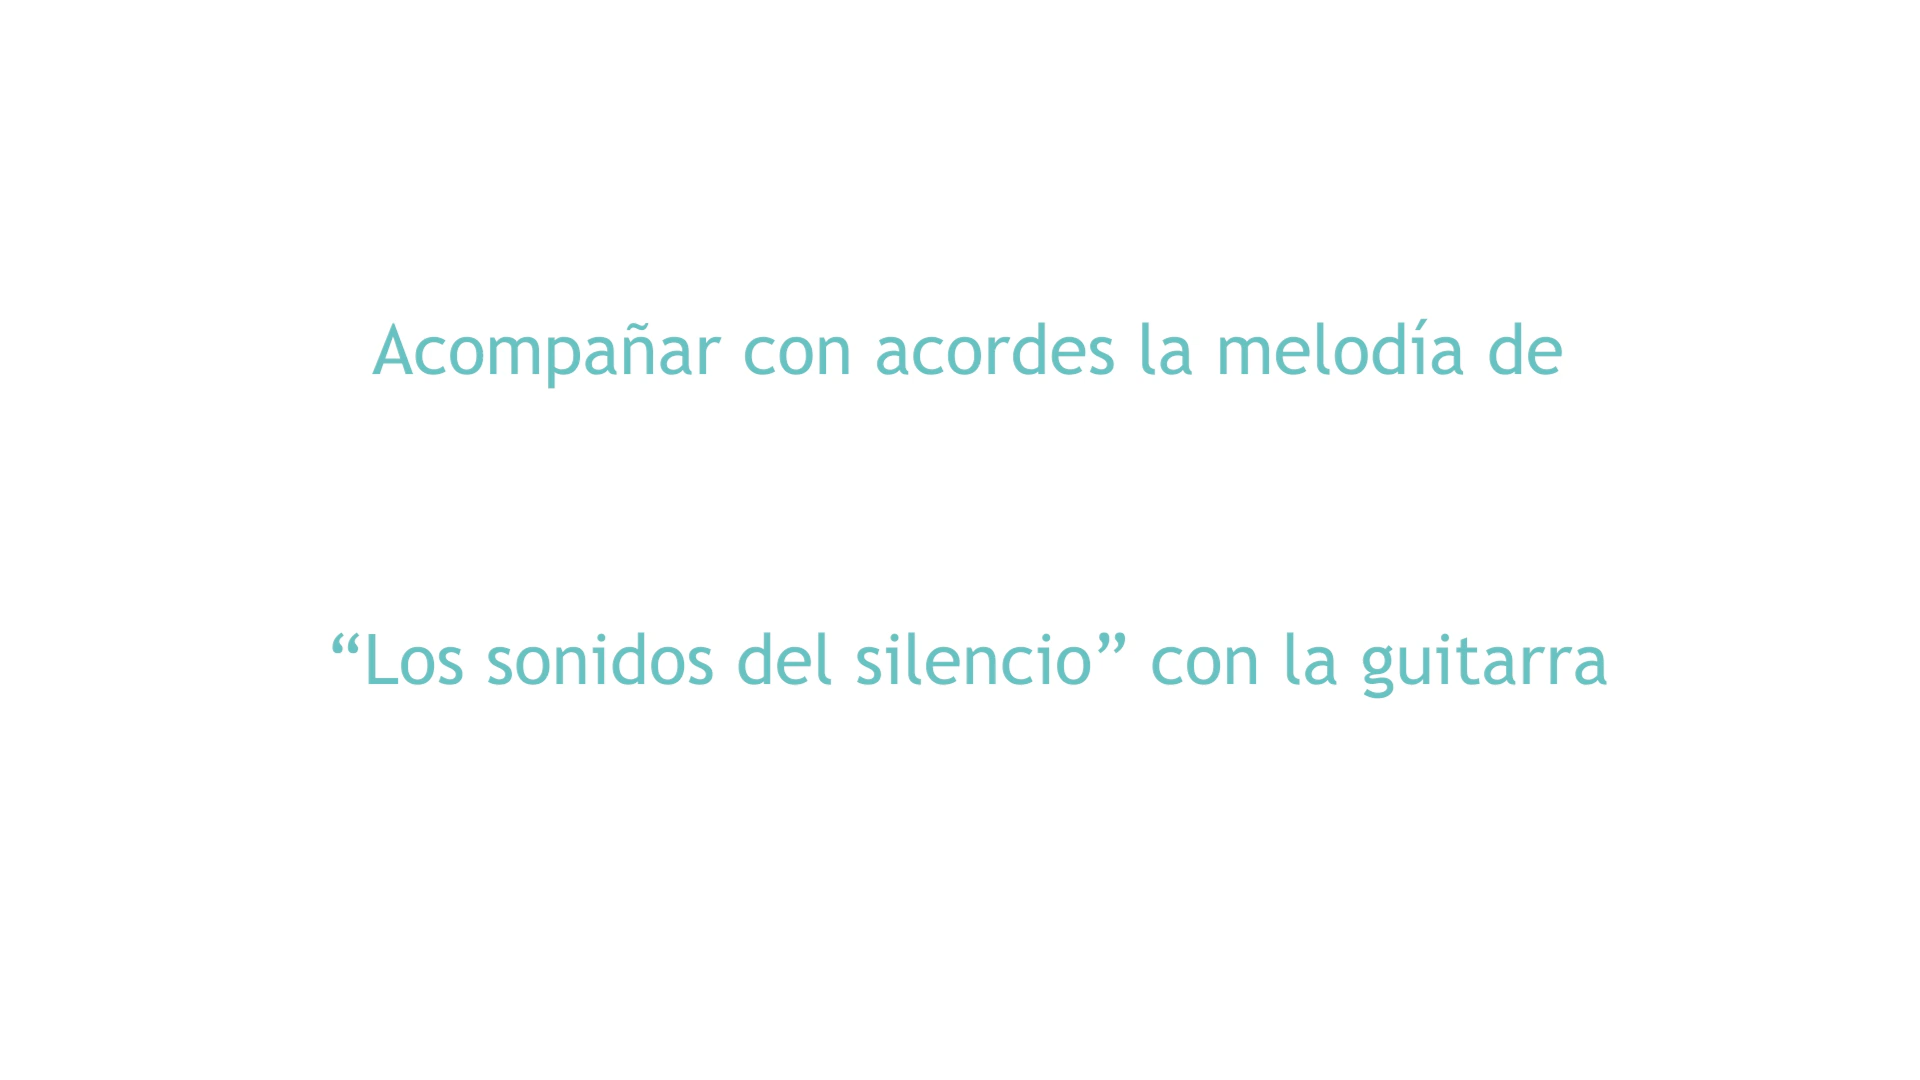 Acompañar con acordes la melodía de
“Los sonidos del silencio” con la guitarra